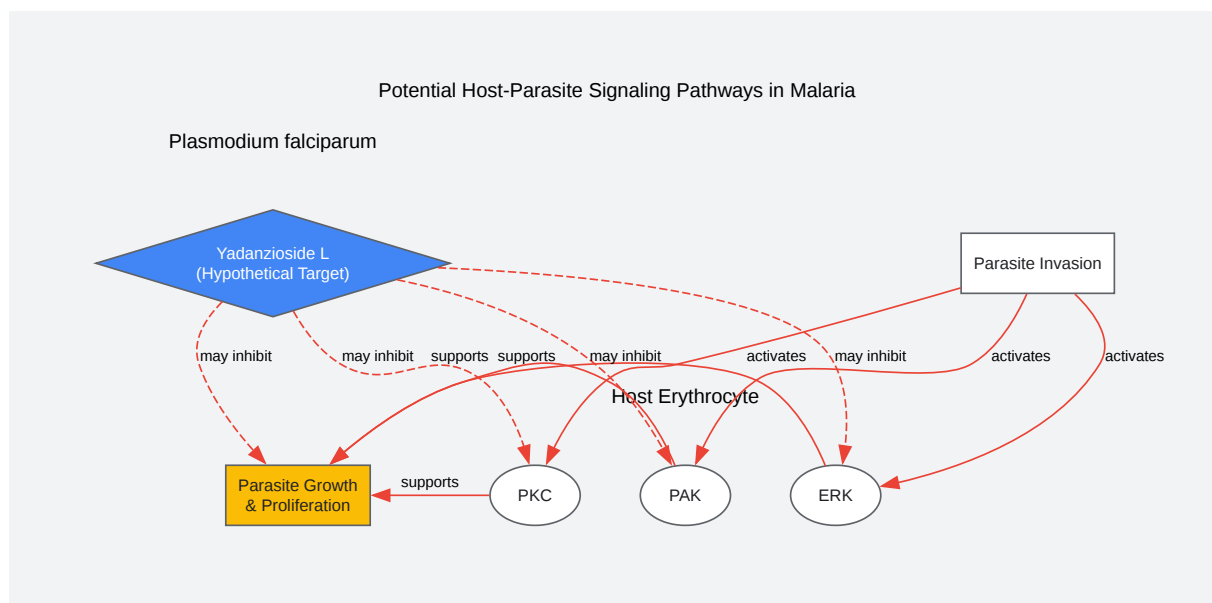 Potential Host-Parasite Signaling Pathways in Malaria
Plasmodium falciparum
Yadanzioside L
(Hypothetical Target)
Parasite Invasion
may inhibit
may inhibit
supports
supports
may inhibit
activates
may inhibit
activates
activates
Host Erythrocyte
supports
Parasite Growth
& Proliferation
PKC
PAK
ERK